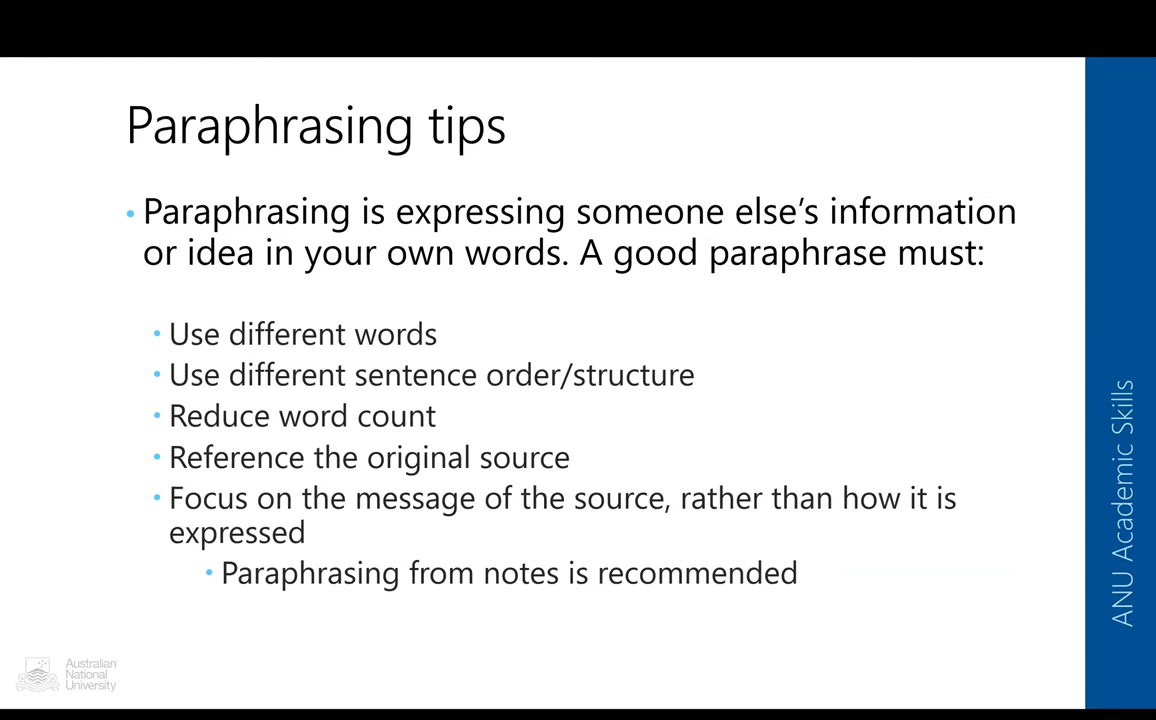 Paraphrasing tips
• Paraphrasing is expressing someone else’s information
or idea in your own words. A good paraphrase must:
• Use different words
• Use different sentence order/structure
• Reduce word count
• Reference the original source
• Focus on the message of the source, rather than how it is
expressed
• Paraphrasing from notes is recommended
ANU Academic Skills
Australian
National
University